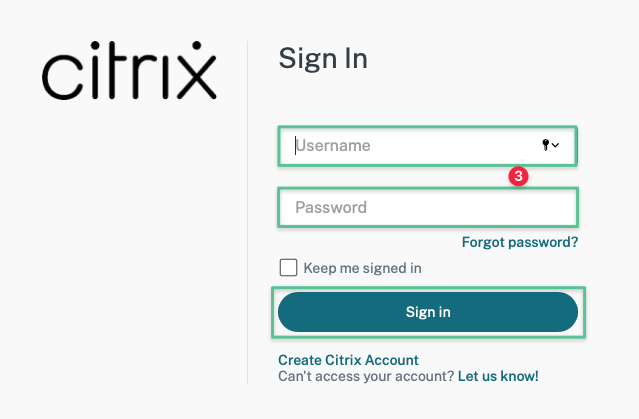 citrix
Sign In
Username
3
Password
Forgot password?
Keep me signed in
Sign in
Create Citrix Account
Can't access your account? Let us know!